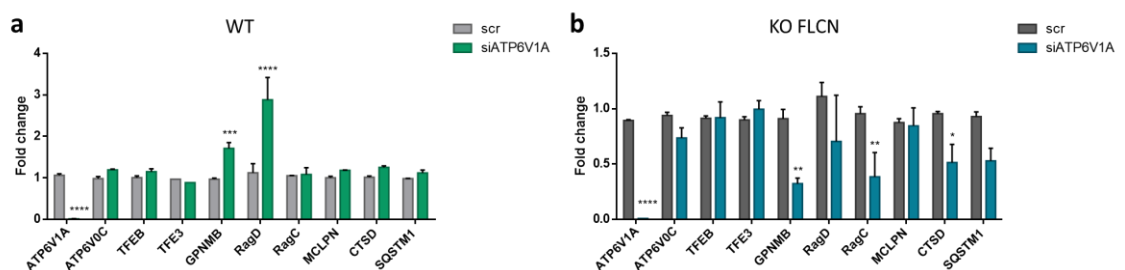 a
WT
scr
siATP6V1A
Fold change
4
3
2
1
0
****
***
****
ATP6V1A
ATP6V0C
TFEB
TFE3
GPNMB
RagD
RagC
MCLPN
CTSD
SQSTM1
b
KO FLCN
scr
siATP6V1A
Fold change
1.5
1.0
0.5
0.0
****
**
**
*
ATP6V1A
ATP6V0C
TFEB
TFE3
GPNMB
RagD
RagC
MCLPN
CTSD
SQSTM1